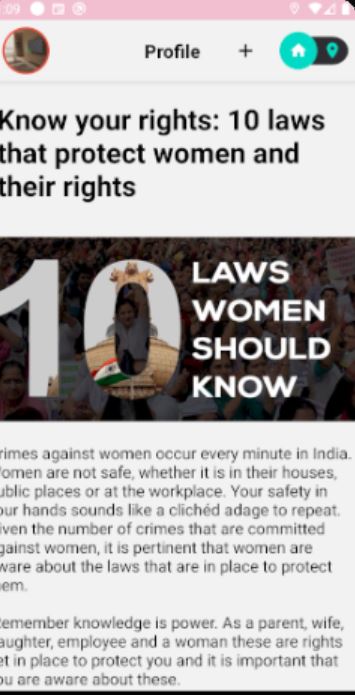 :09
Profile
Know your rights: 10 laws
that protect women and
their rights
10
LAWS
WOMEN
SHOULD
KNOW
rimes against women occur every minute in India.
omen are not safe, whether it is in their houses,
ublic places or at the workplace. Your safety in
our hands sounds like a clichéd adage to repeat.
iven the number of crimes that are committed
gainst women, it is pertinent that women are
ware about the laws that are in place to protect
em.
emember knowledge is power. As a parent, wife,
aughter, employee and a woman these are rights
et in place to protect you and it is important that
ou are aware about these.